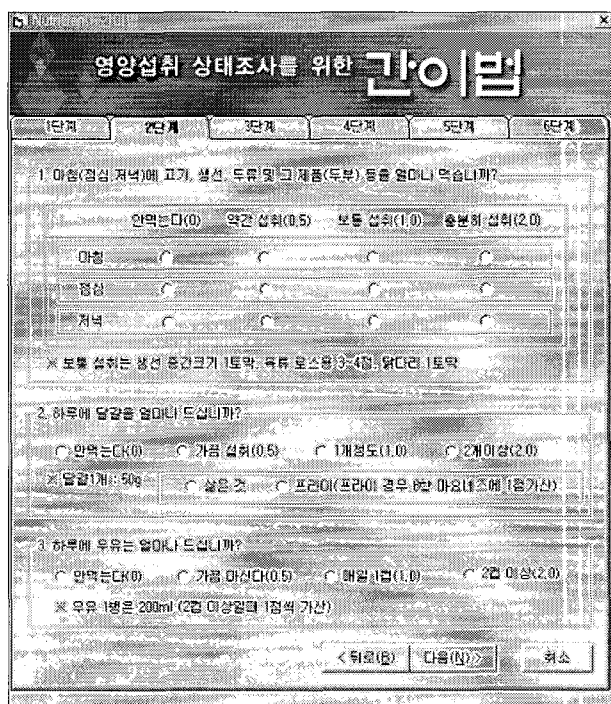 영양섭취 상태조사를 위한 간이법
1단계 2단계 3단계 4단계 5단계 6단계
1. 아침(점심,저녁)에 고기, 생선, 두류 및 그 제품(두부) 등을 얼마나 먹습니까?
안먹는다(0) 약간 섭취(0.5) 보통 섭취(1.0) 충분히 섭취(2.0)
아침
점심
저녁
※ 보통 섭취는 생선 중간크기 1토막, 육류 로스용 3~4점, 닭다리 1토막
2. 하루에 달걀을 얼마나 드십니까?
안먹는다(0) 가끔 섭취(0.5) 1개정도(1.0) 2개이상(2.0)
※ 달걀1개 : 50g 삶은 것 프라이(프라이 경우 8번 마요네즈에 1점가산)
3. 하루에 우유는 얼마나 드십니까?
안먹는다(0) 가끔 마신다(0.5) 매일 1컵(1.0) 2컵 이상(2.0)
※ 우유 1병은 200ml (2컵 이상일때 1점씩 가산)
< 뒤로(B) 다음(N) > 취소